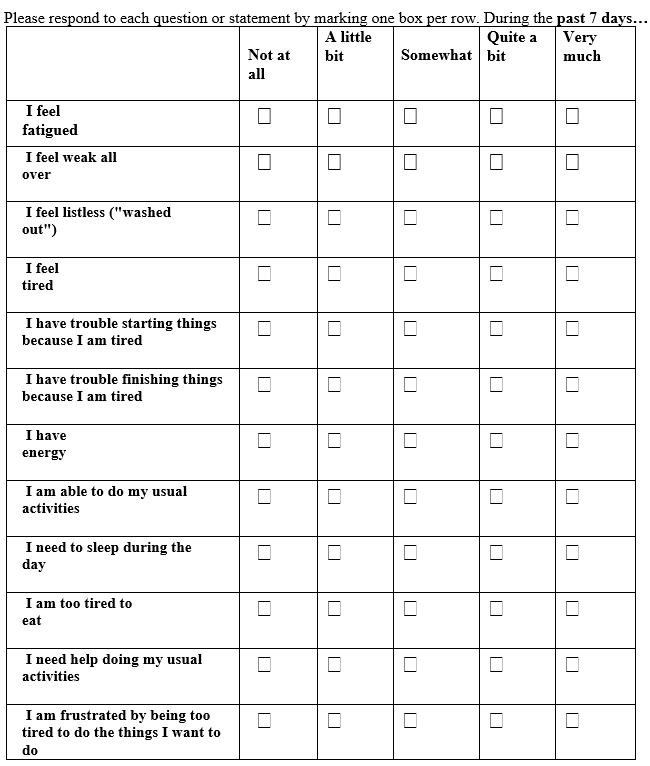 Please respond to each question or statement by marking one box per row. During the past 7 days…
Not at
all
A little
bit
Somewhat
Quite a
bit
Very
much
I feel
fatigued
I feel weak all
over
I feel listless ("washed
out")
I feel
tired
I have trouble starting things
because I am tired
I have trouble finishing things
because I am tired
I have
energy
I am able to do my usual
activities
I need to sleep during the
day
I am too tired to
eat
I need help doing my usual
activities
I am frustrated by being too
tired to do the things I want to
do